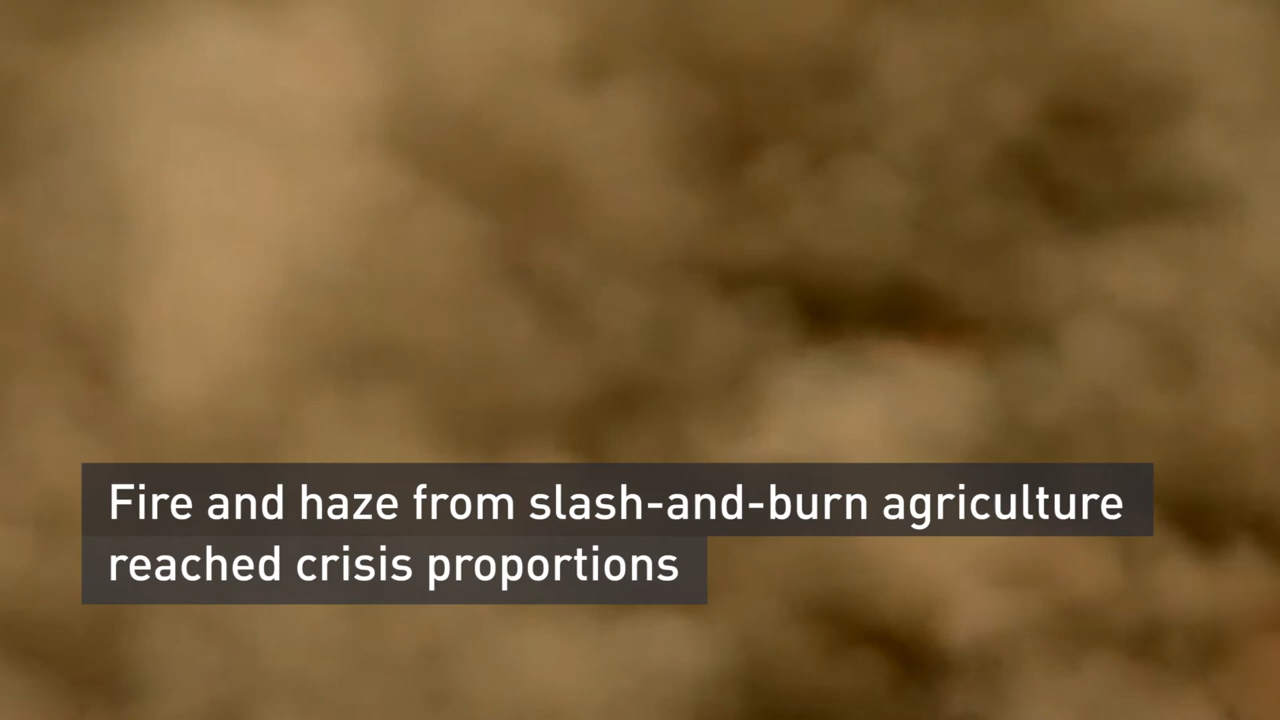 Fire and haze from slash-and-burn agriculture
reached crisis proportions